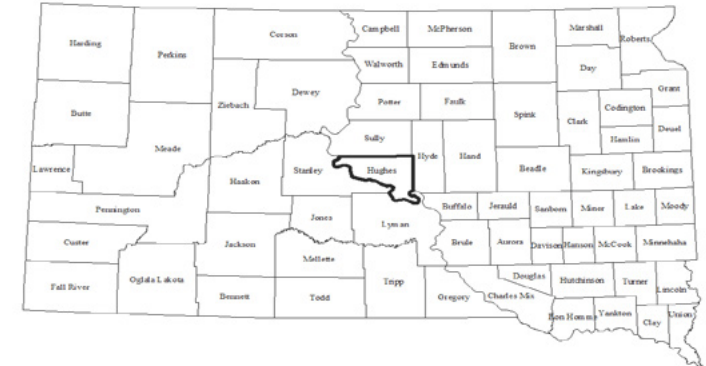 Harding
Perkins
Corson
Campbell
McPherson
Brown
Marshall
Roberts
Walworth
Edmunds
Day
Butte
Ziebach
Dewey
Potter
Faulk
Spink
Clark
Codington
Grant
Hamlin
Deuel
Meade
Sully
Hyde
Hand
Beadle
Kingsbury
Brookings
Lawrence
Haakon
Stanley
Hughes
Pennington
Jones
Lyman
Buffalo
Jerauld
Sanborn
Miner
Lake
Moody
Custer
Jackson
Mellette
Brule
Aurora
Davison
Hanson
McCook
Minnehaha
Fall River
Oglala Lakota
Bennett
Todd
Tripp
Gregory
Charles Mix
Douglas
Hutchinson
Turner
Lincoln
Bon Homme
Yankton
Clay
Union